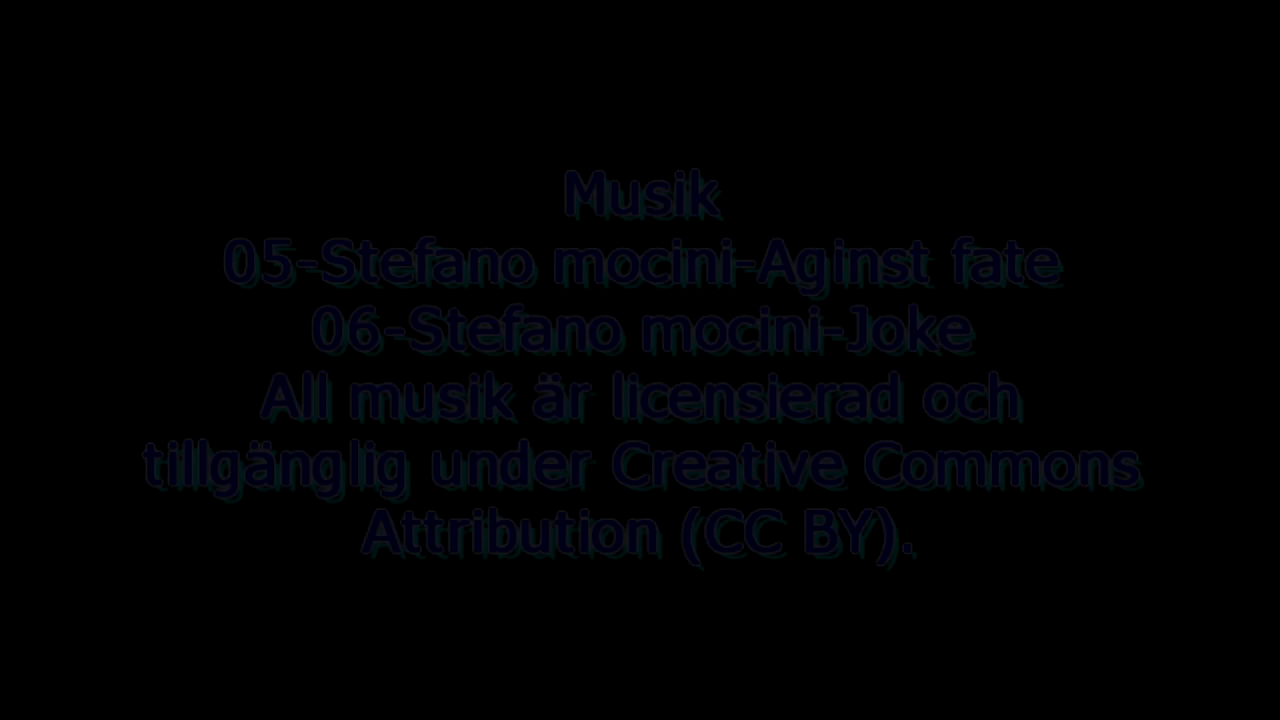 Musik
05-Stefano mocini-Aginst fate
06-Stefano mocini-Joke
All musik är licensierad och
tillgänglig under Creative Commons
Attribution (CC BY).